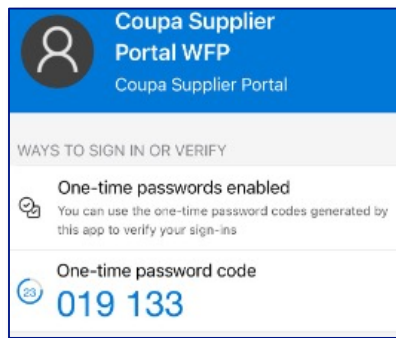 Coupa Supplier
Portal WFP
Coupa Supplier Portal
WAYS TO SIGN IN OR VERIFY
One-time passwords enabled
You can use the one-time password codes generated by
this app to verify your sign-ins
One-time password code
23
019 133